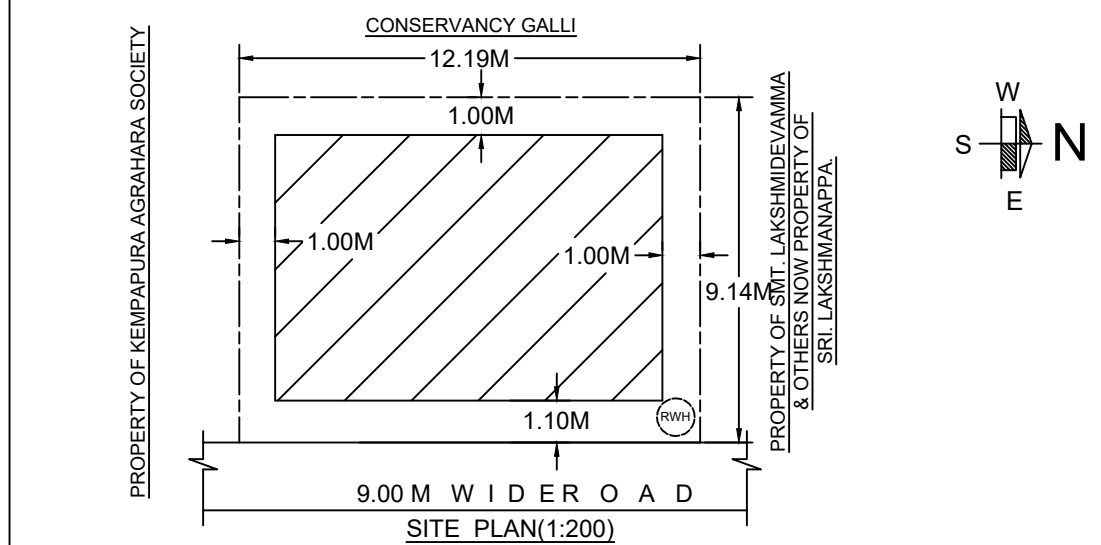 CONSERVANCY GALLI
12.19M
1.00M
PROPERTY OF KEMPAPURA AGRAHARA SOCIETY
1.00M
1.00M
9.14M
PROPERTY OF SMT. LAKSHMIDEVAMMA
& OTHERS NOW PROPERTY OF
SRI. LAKSHMANAPPA.
W
S N
E
1.10M
RWH
9.00 M W I D E R O A D
SITE PLAN(1:200)